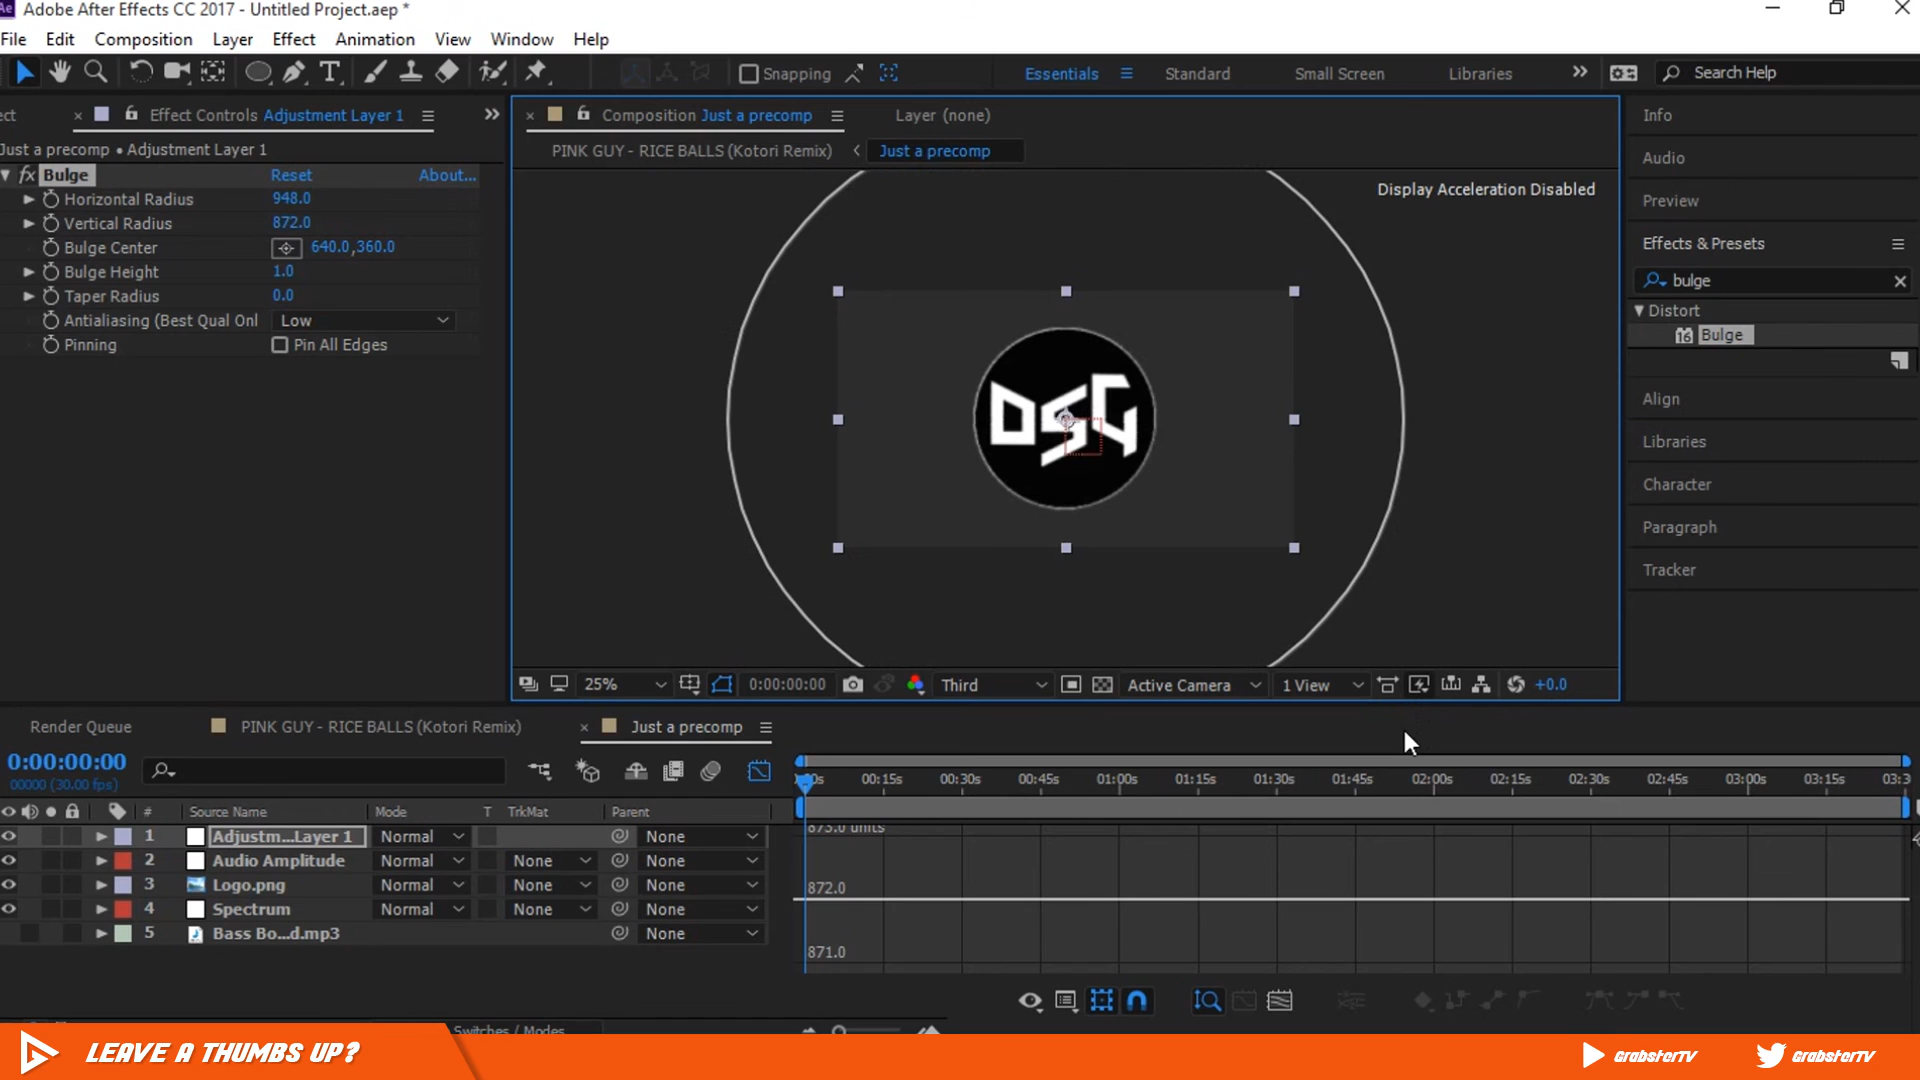 Adobe After Effects CC 2017 - Untitled Project.aep *
File Edit Composition Layer Effect Animation View Window Help
Snapping Essentials Standard Small Screen Libraries Search Help
Effect Controls Adjustment Layer 1
Composition Just a precomp
Layer (none)
Info
Just a precomp • Adjustment Layer 1
PINK GUY - RICE BALLS (Kotori Remix) Just a precomp
Audio
fx Bulge Reset About...
Display Acceleration Disabled
Horizontal Radius 948.0
Preview
Vertical Radius 872.0
Bulge Center 640.0,360.0
Effects & Presets
Bulge Height 1.0
bulge
Taper Radius 0.0
Distort
Antialiasing (Best Qual Onl Low
Bulge
Pinning Pin All Edges
DSG
Align
Libraries
Character
Paragraph
Tracker
25% 0:00:00:00 Third Active Camera 1 View +0.0
Render Queue PINK GUY - RICE BALLS (Kotori Remix) Just a precomp
0:00:00:00
00000 (30.00 fps)
00:15s 00:30s 00:45s 01:00s 01:15s 01:30s 01:45s 02:00s 02:15s 02:30s 02:45s 03:00s 03:15s 03:3
# Source Name Mode T TrkMat Parent
1 Adjustm...Layer 1 Normal None
873.0 units
2 Audio Amplitude Normal None None
3 Logo.png Normal None None
872.0
4 Spectrum Normal None None
5 Bass Bo...d.mp3 None
871.0
Switches / Modes
LEAVE A THUMBS UP?
GrabsterTV GrabsterTV